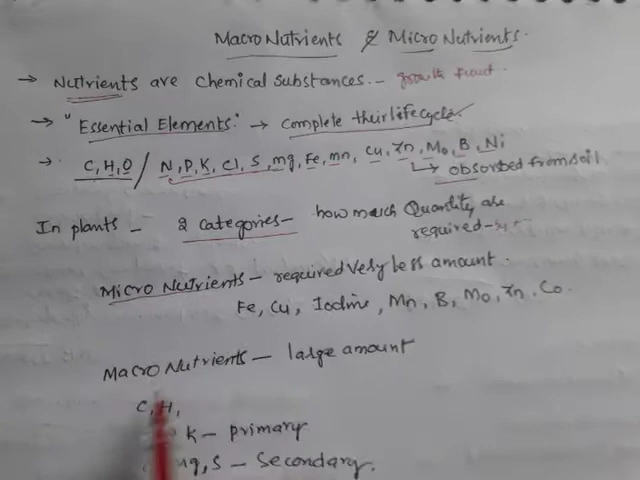 Macro Nutrients & Micro Nutrients.
→ Nutrients are Chemical Substances. - growth
→ "Essential Elements." → Complete their life cycle.
→ C, H, O / N, P, K, Cl, S, mg, Fe, mn, Cu, Zn, Mo, B, Ni
↳ obsorbed from soil
In plants - 2 Categories - how much Quantity are
required -
Micro Nutrients - required very less amount.
Fe, Cu, Iodine, Mn, B, Mo, Zn, Co.
Macro Nutrients - large amount
C, H,
K - primary
mg, S - Secondary.